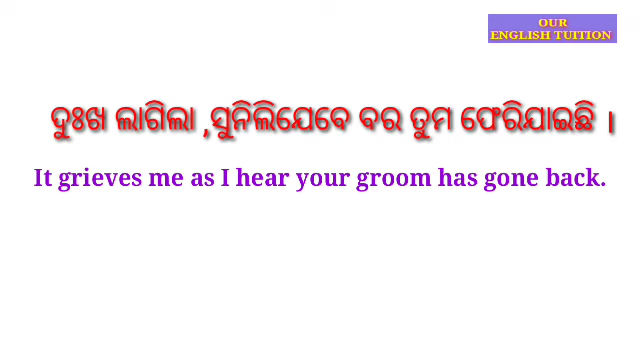 OUR
ENGLISH TUITION
ଦୁଃଖ ଲାଗିଲା ,ସୁନିଲିଯେବେ ବର ତୁମ ଫେରିଯାଇଛି ।
It grieves me as I hear your groom has gone back.